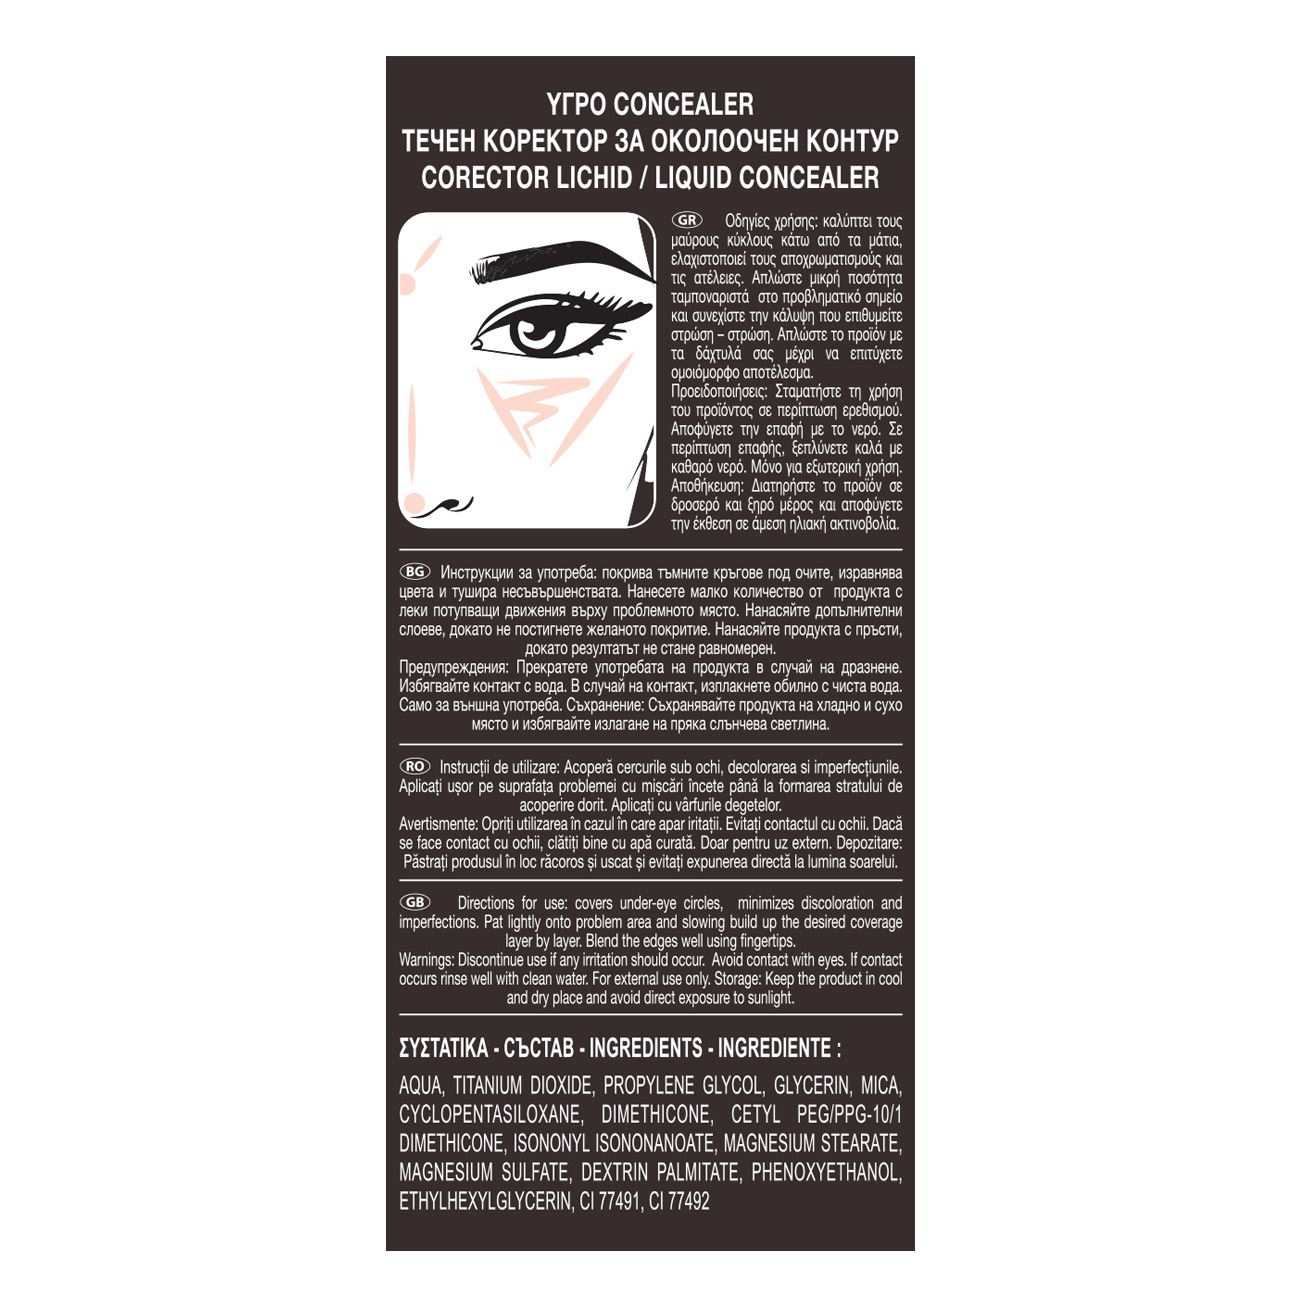 ΥΓΡΟ CONCEALER
ТЕЧЕН КОРЕКТОР ЗА ОКОЛООЧЕН КОНТУР
CORECTOR LICHID / LIQUID CONCEALER
GR Οδηγίες χρήσης: καλύπτει τους
μαύρους κύκλους κάτω από τα μάτια,
ελαχιστοποιεί τους αποχρωματισμούς και
τις ατέλειες. Απλώστε μικρή ποσότητα
ταμποναριστά στο προβληματικό σημείο
και συνεχίστε την κάλυψη που επιθυμείτε
στρώση – στρώση. Απλώστε το προϊόν με
τα δάχτυλά σας μέχρι να επιτύχετε
ομοιόμορφο αποτέλεσμα.
Προειδοποιήσεις: Σταματήστε τη χρήση
του προϊόντος σε περίπτωση ερεθισμού.
Αποφύγετε την επαφή με το νερό. Σε
περίπτωση επαφής, ξεπλύνετε καλά με
καθαρό νερό. Μόνο για εξωτερική χρήση.
Αποθήκευση: Διατηρήστε το προϊόν σε
δροσερό και ξηρό μέρος και αποφύγετε
την έκθεση σε άμεση ηλιακή ακτινοβολία.
BG Инструкции за употреба: покрива тъмните кръгове под очите, изравнява
цвета и тушира несъвършенствата. Нанесете малко количество от продукта с
леки потупващи движения върху проблемното място. Нанасяйте допълнителни
слоеве, докато не постигнете желаното покритие. Нанасяйте продукта с пръсти,
докато резултатът не стане равномерен.
Предупреждения: Прекратете употребата на продукта в случай на дразнене.
Избягвайте контакт с вода. В случай на контакт, изплакнете обилно с чиста вода.
Само за външна употреба. Съхранение: Съхранявайте продукта на хладно и сухо
място и избягвайте излагане на пряка слънчева светлина.
RO Instrucții de utilizare: Acoperă cercurile sub ochi, decolorarea si imperfecțiunile.
Aplicați ușor pe suprafața problemei cu mișcări încete până la formarea stratului de
acoperire dorit. Aplicați cu vârfurile degetelor.
Avertismente: Opriți utilizarea în cazul în care apar iritații. Evitați contactul cu ochii. Dacă
se face contact cu ochii, clătiți bine cu apă curată. Doar pentru uz extern. Depozitare:
Păstrați produsul în loc răcoros și uscat și evitați expunerea directă la lumina soarelui.
GB Directions for use: covers under-eye circles, minimizes discoloration and
imperfections. Pat lightly onto problem area and slowing build up the desired coverage
layer by layer. Blend the edges well using fingertips.
Warnings: Discontinue use if any irritation should occur. Avoid contact with eyes. If contact
occurs rinse well with clean water. For external use only. Storage: Keep the product in cool
and dry place and avoid direct exposure to sunlight.
ΣΥΣΤΑΤΙΚΑ - СЪСТАВ - INGREDIENTS - INGREDIENTE :
AQUA, TITANIUM DIOXIDE, PROPYLENE GLYCOL, GLYCERIN, MICA,
CYCLOPENTASILOXANE, DIMETHICONE, CETYL PEG/PPG-10/1
DIMETHICONE, ISONONYL ISONONANOATE, MAGNESIUM STEARATE,
MAGNESIUM SULFATE, DEXTRIN PALMITATE, PHENOXYETHANOL,
ETHYLHEXYLGLYCERIN, CI 77491, CI 77492